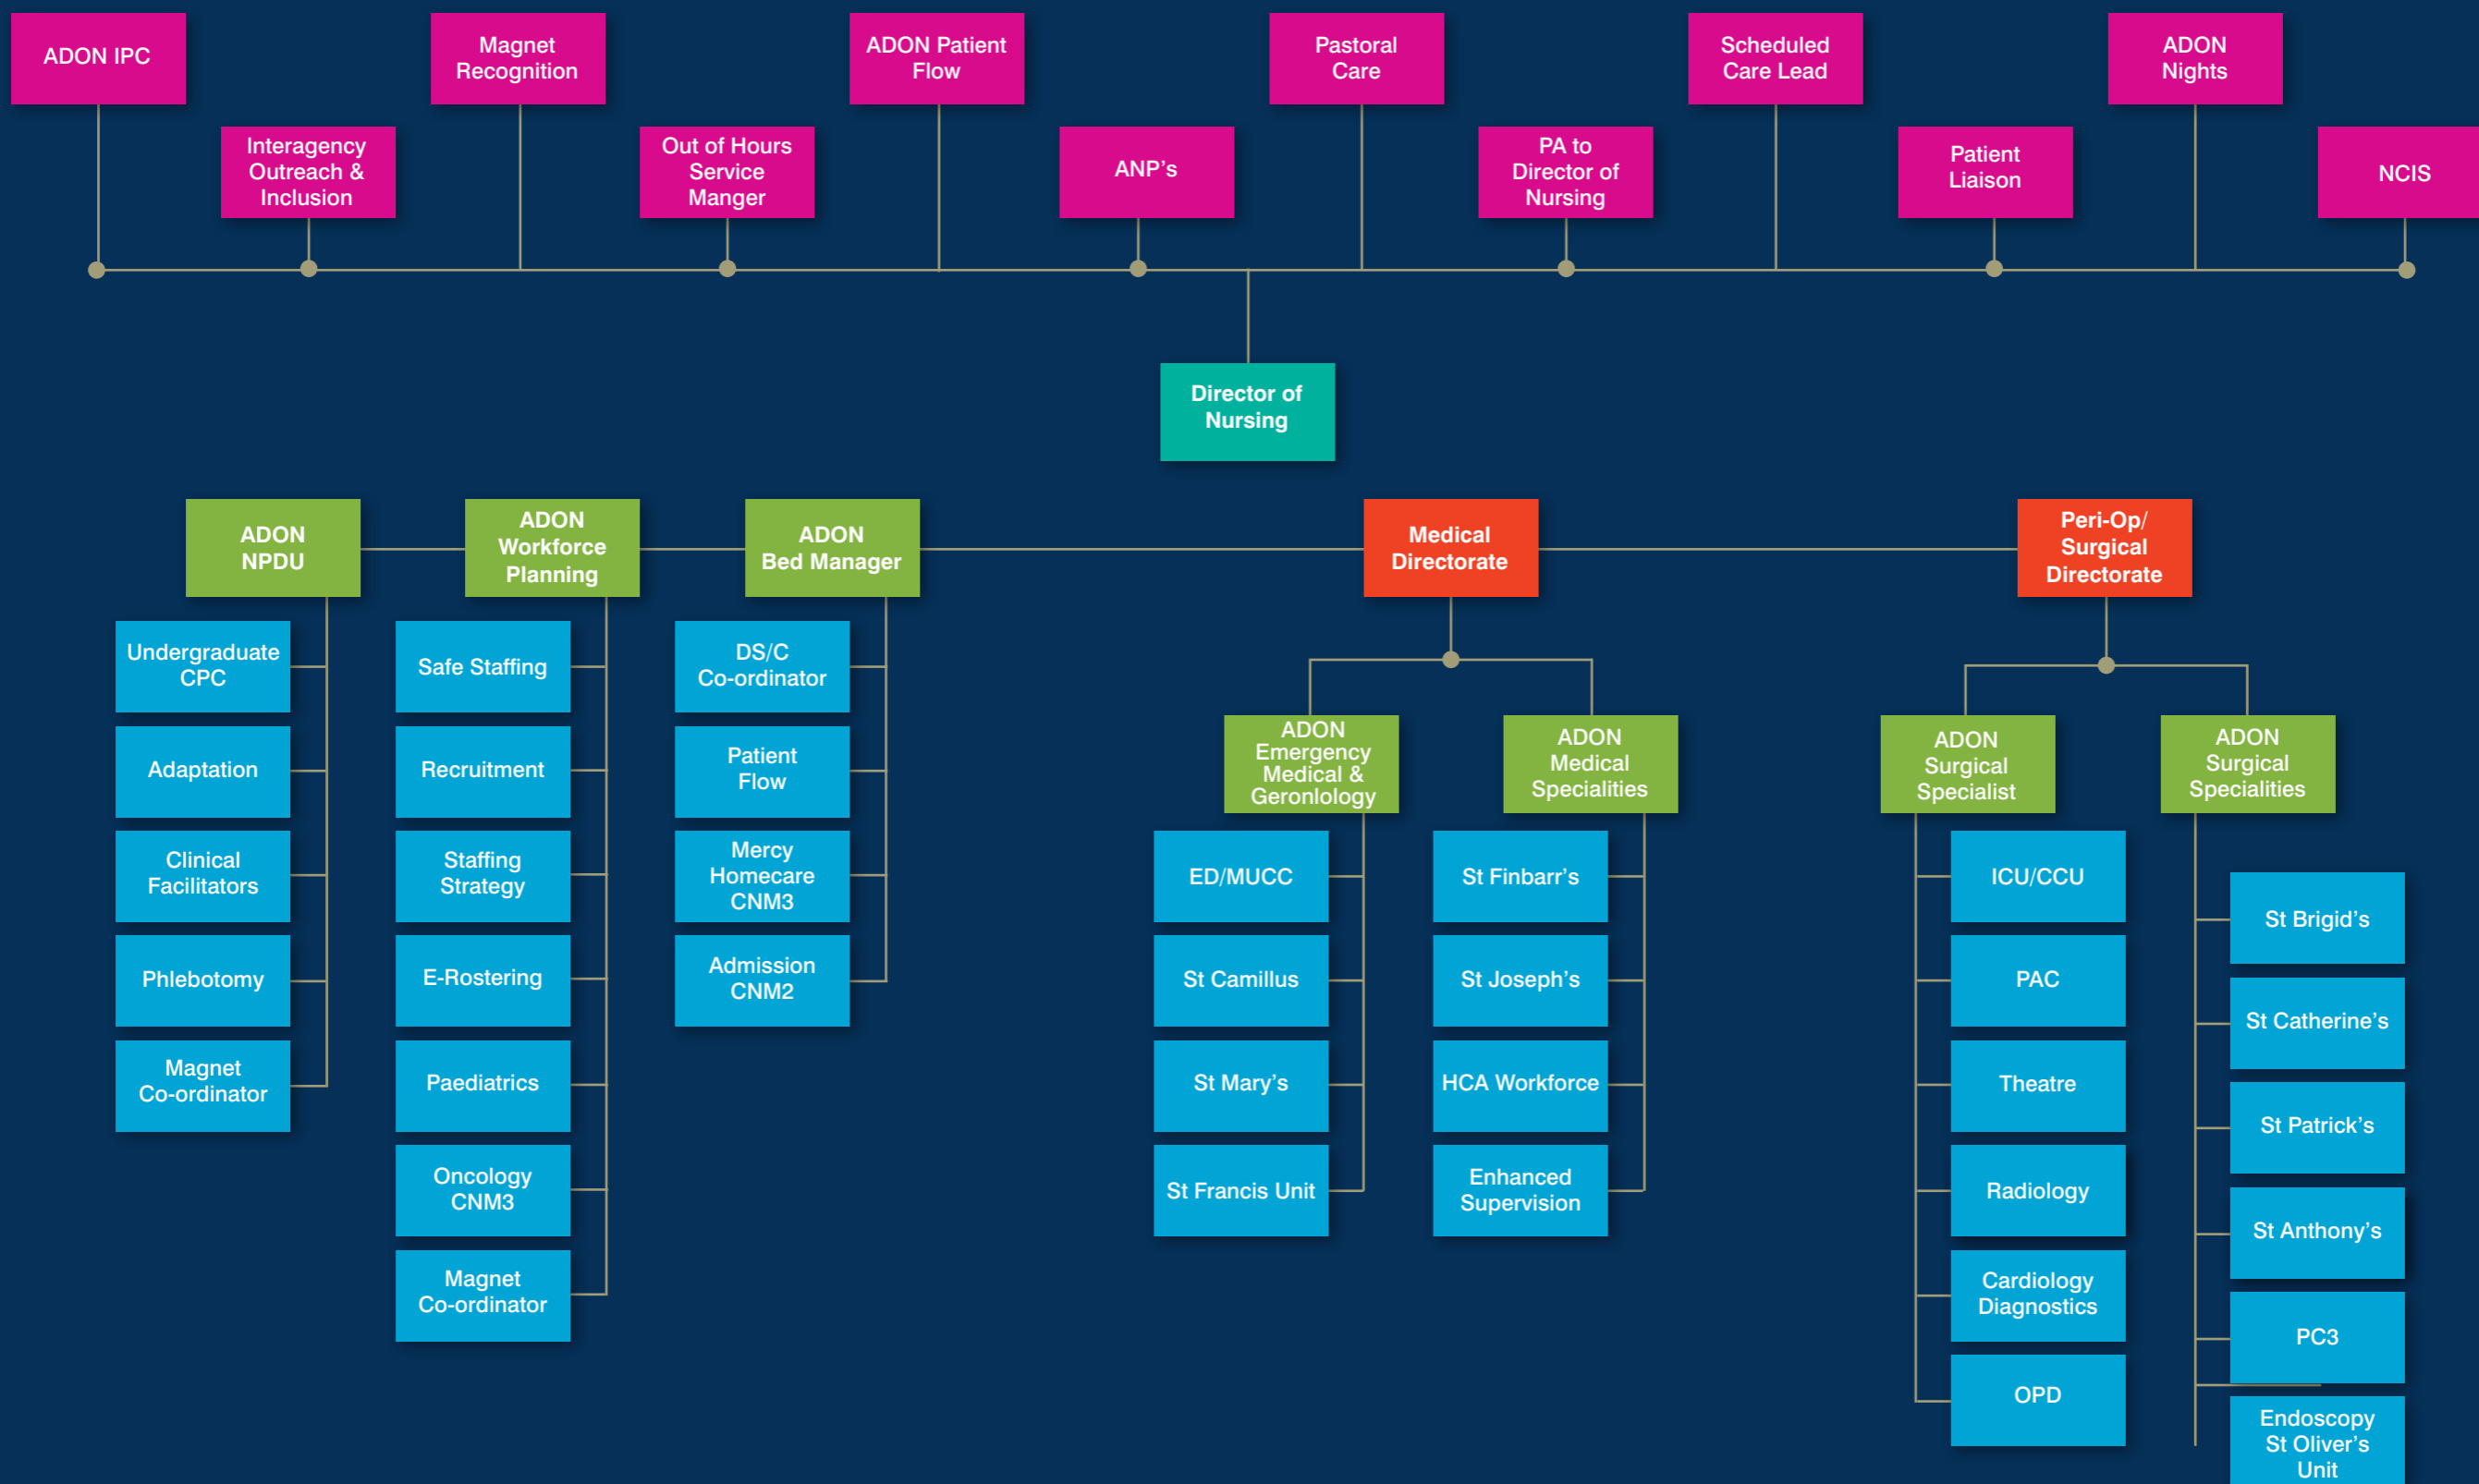 ADON IPC
Magnet
Recognition
ADON Patient
Flow
Pastoral
Care
Scheduled
Care Lead
ADON
Nights
Interagency
Outreach &
Inclusion
Out of Hours
Service
Manger
ANP’s
PA to
Director of
Nursing
Patient
Liaison
NCIS
Director of
Nursing
ADON
NPDU
ADON
Workforce
Planning
ADON
Bed Manager
Medical
Directorate
Peri-Op/
Surgical
Directorate
Undergraduate
CPC
Adaptation
Clinical
Facilitators
Phlebotomy
Magnet
Co-ordinator
Safe Staffing
Recruitment
Staffing
Strategy
E-Rostering
Paediatrics
Oncology
CNM3
Magnet
Co-ordinator
DS/C
Co-ordinator
Patient
Flow
Mercy
Homecare
CNM3
Admission
CNM2
ADON
Emergency
Medical &
Geronlology
ED/MUCC
St Camillus
St Mary’s
St Francis Unit
ADON
Medical
Specialities
St Finbarr’s
St Joseph’s
HCA Workforce
Enhanced
Supervision
ADON
Surgical
Specialist
ICU/CCU
PAC
Theatre
Radiology
Cardiology
Diagnostics
OPD
ADON
Surgical
Specialities
St Brigid’s
St Catherine’s
St Patrick’s
St Anthony’s
PC3
Endoscopy
St Oliver’s
Unit